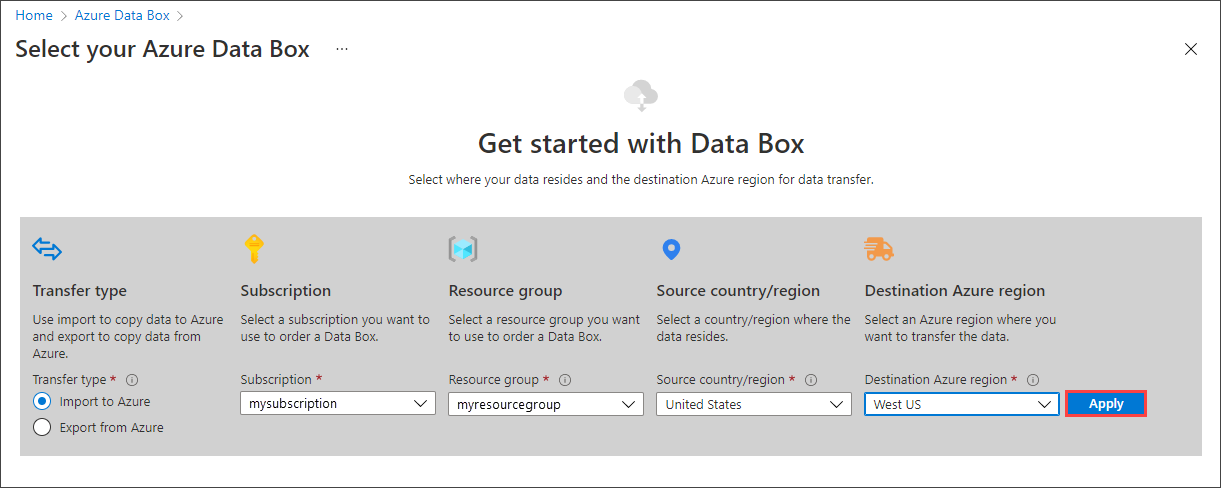 Home > Azure Data Box >
Select your Azure Data Box ...
Get started with Data Box
Select where your data resides and the destination Azure region for data transfer.
Transfer type
Use import to copy data to Azure
and export to copy data from
Azure.
Transfer type *
Import to Azure
Export from Azure
Subscription
Select a subscription you want to
use to order a Data Box.
Subscription *
mysubscription
Resource group
Select a resource group you want
to use to order a Data Box.
Resource group *
myresourcegroup
Source country/region
Select a country/region where the
data resides.
Source country/region *
United States
Destination Azure region
Select an Azure region where you
want to transfer the data.
Destination Azure region *
West US
Apply